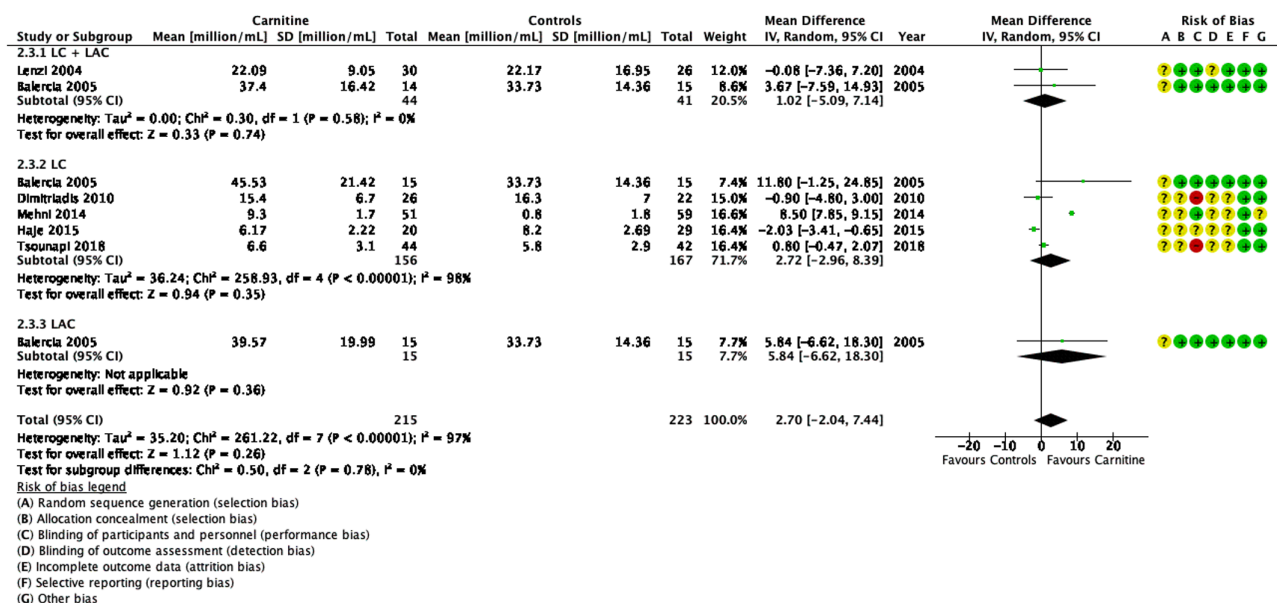 Carnitine Controls Mean Difference Mean Difference Risk of Bias
Study or Subgroup Mean [million/mL] SD [million/mL] Total Mean [million/mL] SD [million/mL] Total Weight IV, Random, 95% CI Year IV, Random, 95% CI A B C D E F G
2.3.1 LC + LAC
Lenzi 2004 22.09 9.05 30 22.17 16.95 26 12.0% −0.08 [−7.36, 7.20] 2004 ? + + ? + + +
Balercia 2005 37.4 16.42 14 33.73 14.36 15 8.6% 3.67 [−7.59, 14.93] 2005 ? + + + + + +
Subtotal (95% CI) 44 41 20.5% 1.02 [−5.09, 7.14]
Heterogeneity: Tau² = 0.00; Chi² = 0.30, df = 1 (P = 0.58); I² = 0%
Test for overall effect: Z = 0.33 (P = 0.74)
2.3.2 LC
Balercia 2005 45.53 21.42 15 33.73 14.36 15 7.4% 11.80 [−1.25, 24.85] 2005 ? + + + + + +
Dimitriadis 2010 15.4 6.7 26 16.3 7 22 15.0% −0.90 [−4.80, 3.00] 2010 ? ? − ? ? + +
Mehni 2014 9.3 1.7 51 0.8 1.8 59 16.6% 8.50 [7.85, 9.15] 2014 ? ? + ? ? + ?
Haje 2015 6.17 2.22 20 8.2 2.69 29 16.4% −2.03 [−3.41, −0.65] 2015 ? ? ? ? ? + +
Tsounapi 2018 6.6 3.1 44 5.8 2.9 42 16.4% 0.80 [−0.47, 2.07] 2018 ? ? − ? ? + +
Subtotal (95% CI) 156 167 71.7% 2.72 [−2.96, 8.39]
Heterogeneity: Tau² = 36.24; Chi² = 258.93, df = 4 (P < 0.00001); I² = 98%
Test for overall effect: Z = 0.94 (P = 0.35)
2.3.3 LAC
Balercia 2005 39.57 19.99 15 33.73 14.36 15 7.7% 5.84 [−6.62, 18.30] 2005 ? + + + + + +
Subtotal (95% CI) 15 15 7.7% 5.84 [−6.62, 18.30]
Heterogeneity: Not applicable
Test for overall effect: Z = 0.92 (P = 0.36)
Total (95% CI) 215 223 100.0% 2.70 [−2.04, 7.44]
Heterogeneity: Tau² = 35.20; Chi² = 261.22, df = 7 (P < 0.00001); I² = 97%
Test for overall effect: Z = 1.12 (P = 0.26)
Test for subgroup differences: Chi² = 0.50, df = 2 (P = 0.78), I² = 0%
−20 −10 0 10 20
Favours Controls Favours Carnitine
Risk of bias legend
(A) Random sequence generation (selection bias)
(B) Allocation concealment (selection bias)
(C) Blinding of participants and personnel (performance bias)
(D) Blinding of outcome assessment (detection bias)
(E) Incomplete outcome data (attrition bias)
(F) Selective reporting (reporting bias)
(G) Other bias